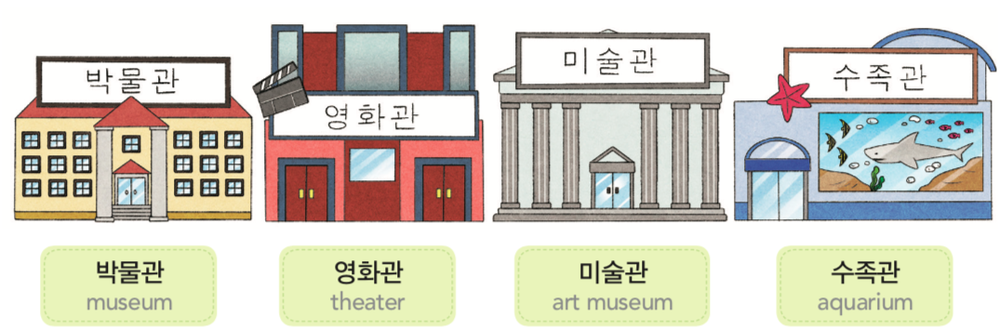 박물관
영화관
미술관
수족관
박물관
museum
영화관
theater
미술관
art museum
수족관
aquarium